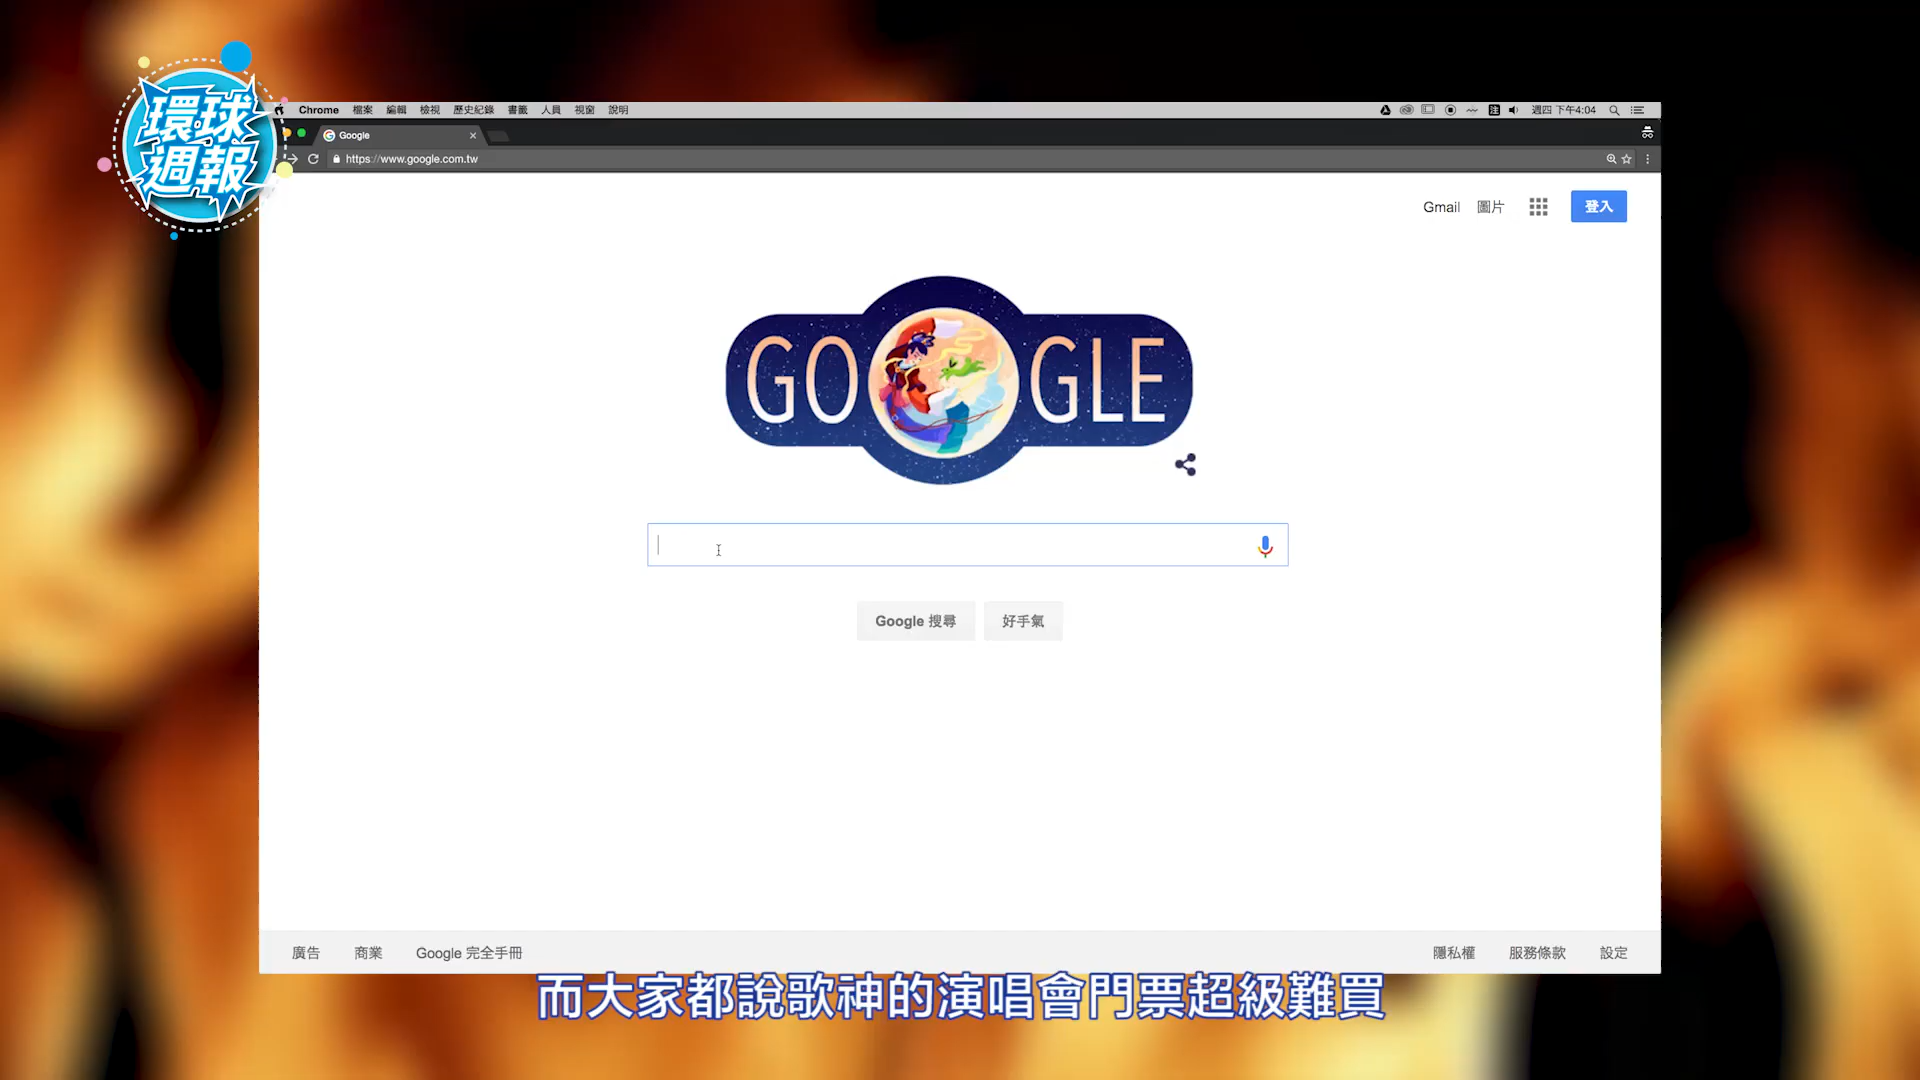 環球
週報
Chrome 檔案 編輯 檢視 歷史紀錄 書籤 人員 視窗 說明
注 週四 下午4:04
Google
https://www.google.com.tw
Gmail 圖片 登入
GOOGLE
Google 搜尋 好手氣
廣告 商業 Google 完全手冊 隱私權 服務條款 設定
而大家都說歌神的演唱會門票超級難買